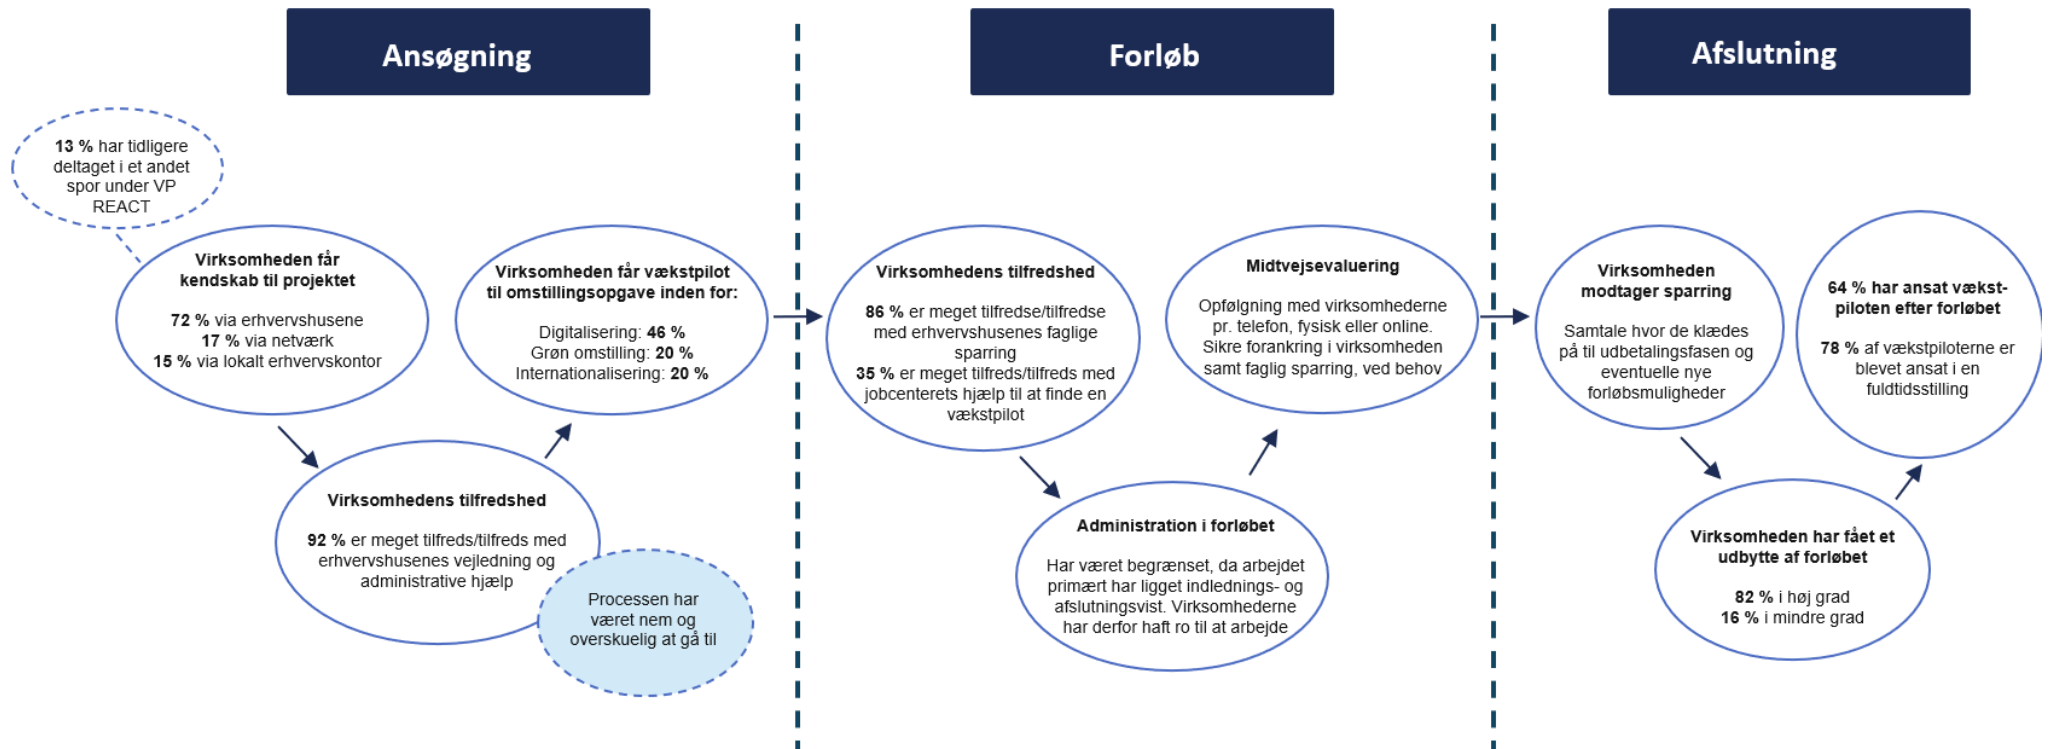 Ansøgning
13 % har tidligere
deltaget i et andet
spor under VP
REACT
Virksomheden får
kendskab til projektet
72 % via erhvervshusene
17 % via netværk
15 % via lokalt erhvervskontor
Virksomhedens tilfredshed
92 % er meget tilfreds/tilfreds med
erhvervshusenes vejledning og
administrative hjælp
Processen har
været nem og
overskuelig at gå til
Virksomheden får vækstpilot
til omstillingsopgave inden for:
Digitalisering: 46 %
Grøn omstilling: 20 %
Internationalisering: 20 %
Forløb
Virksomhedens tilfredshed
86 % er meget tilfredse/tilfredse
med erhvervshusenes faglige
sparring
35 % er meget tilfreds/tilfreds med
jobcenterets hjælp til at finde en
vækstpilot
Administration i forløbet
Har været begrænset, da arbejdet
primært har ligget indlednings- og
afslutningsvist. Virksomhederne
har derfor haft ro til at arbejde
Midtvejsevaluering
Opfølgning med virksomhederne
pr. telefon, fysisk eller online.
Sikre forankring i virksomheden
samt faglig sparring, ved behov
Afslutning
Virksomheden
modtager sparring
Samtale hvor de klædes
på til udbetalingsfasen og
eventuelle nye
forløbsmuligheder
Virksomheden har fået et
udbytte af forløbet
82 % i høj grad
16 % i mindre grad
64 % har ansat vækst-
piloten efter forløbet
78 % af vækstpiloterne er
blevet ansat i en
fuldtidsstilling